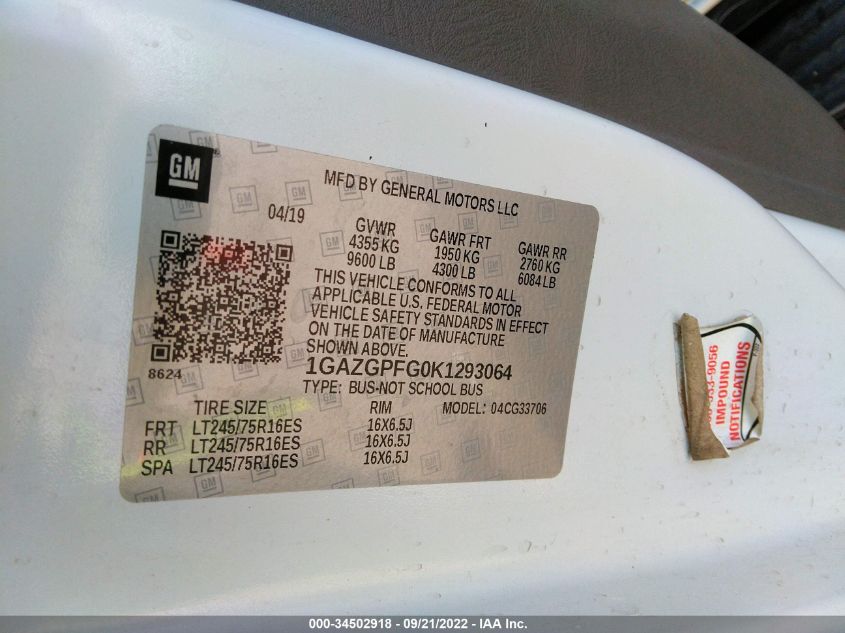 GM
MFD BY GENERAL MOTORS LLC
04/19
GVWR GAWR FRT GAWR RR
4355 KG 1950 KG 2760 KG
9600 LB 4300 LB 6084 LB
THIS VEHICLE CONFORMS TO ALL
APPLICABLE U.S. FEDERAL MOTOR
VEHICLE SAFETY STANDARDS IN EFFECT
ON THE DATE OF MANUFACTURE
SHOWN ABOVE.
8624
1GAZGPFG0K1293064
TYPE: BUS-NOT SCHOOL BUS
TIRE SIZE RIM MODEL: 04CG33706
FRT LT245/75R16ES 16X6.5J
RR LT245/75R16ES 16X6.5J
SPA LT245/75R16ES 16X6.5J
IMPOUND
NOTIFICATIONS
000-34502918 - 09/21/2022 - IAA Inc.